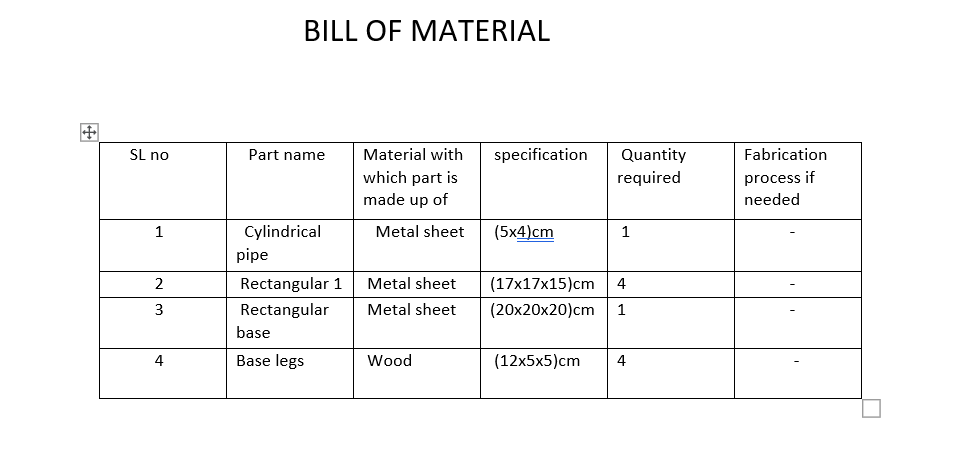 BILL OF MATERIAL
SL no Part name Material with which part is made up of specification Quantity required Fabrication process if needed
1 Cylindrical pipe Metal sheet (5x4)cm 1 -
2 Rectangular 1 Metal sheet (17x17x15)cm 4 -
3 Rectangular base Metal sheet (20x20x20)cm 1 -
4 Base legs Wood (12x5x5)cm 4 -